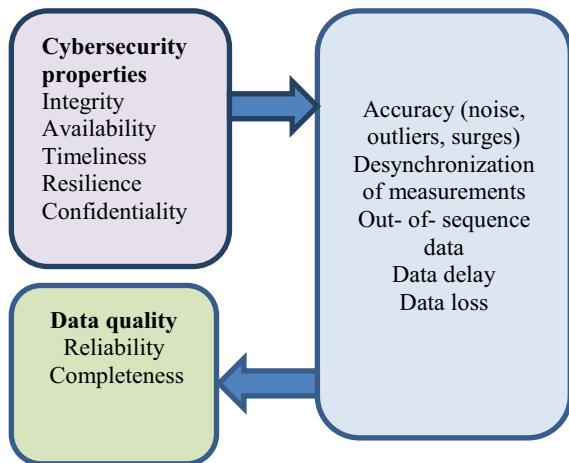 Cybersecurity
properties
Integrity
Availability
Timeliness
Resilience
Confidentiality
Accuracy (noise,
outliers, surges)
Desynchronization
of measurements
Out- of- sequence
data
Data delay
Data loss
Data quality
Reliability
Completeness